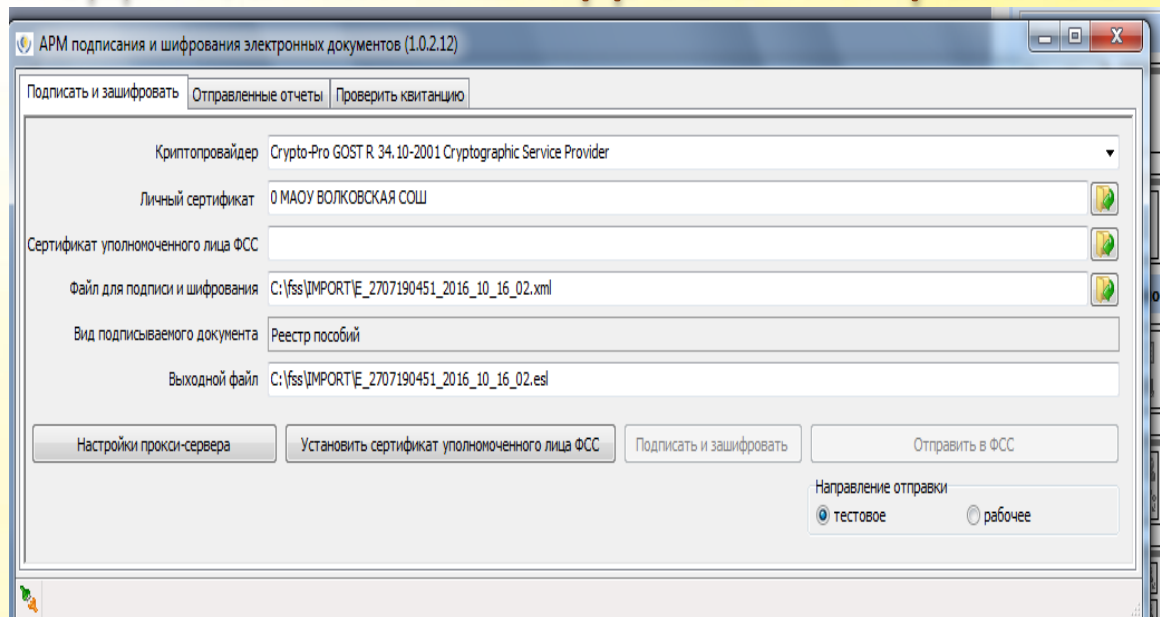 АРМ подписания и шифрования электронных документов (1.0.2.12)
Подписать и зашифровать Отправленные отчеты Проверить квитанцию
Криптопровайдер Crypto-Pro GOST R 34.10-2001 Cryptographic Service Provider
Личный сертификат 0 МАОУ ВОЛКОВСКАЯ СОШ
Сертификат уполномоченного лица ФСС
Файл для подписи и шифрования C:\fss\IMPORT\E_2707190451_2016_10_16_02.xml
Вид подписываемого документа Реестр пособий
Выходной файл C:\fss\IMPORT\E_2707190451_2016_10_16_02.esl
Настройки прокси-сервера Установить сертификат уполномоченного лица ФСС Подписать и зашифровать Отправить в ФСС
Направление отправки
тестовое рабочее